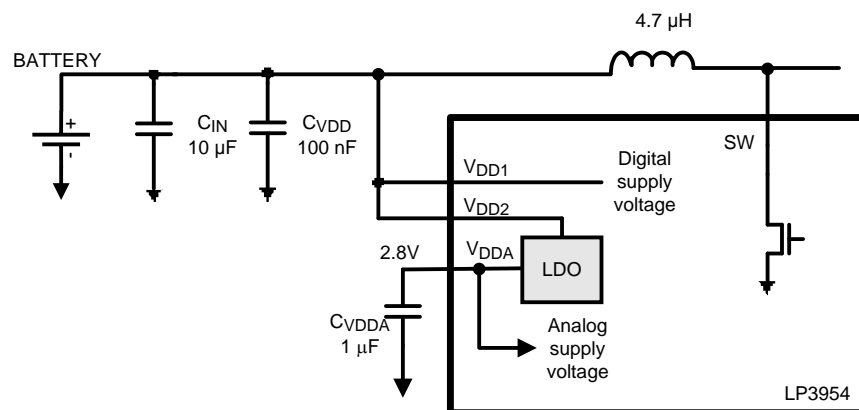 4.7 µH
BATTERY
+
-
CIN
10 µF
CVDD
100 nF
SW
VDD1
Digital
supply
voltage
VDD2
2.8V
VDDA
LDO
CVDDA
1 µF
Analog
supply
voltage
LP3954